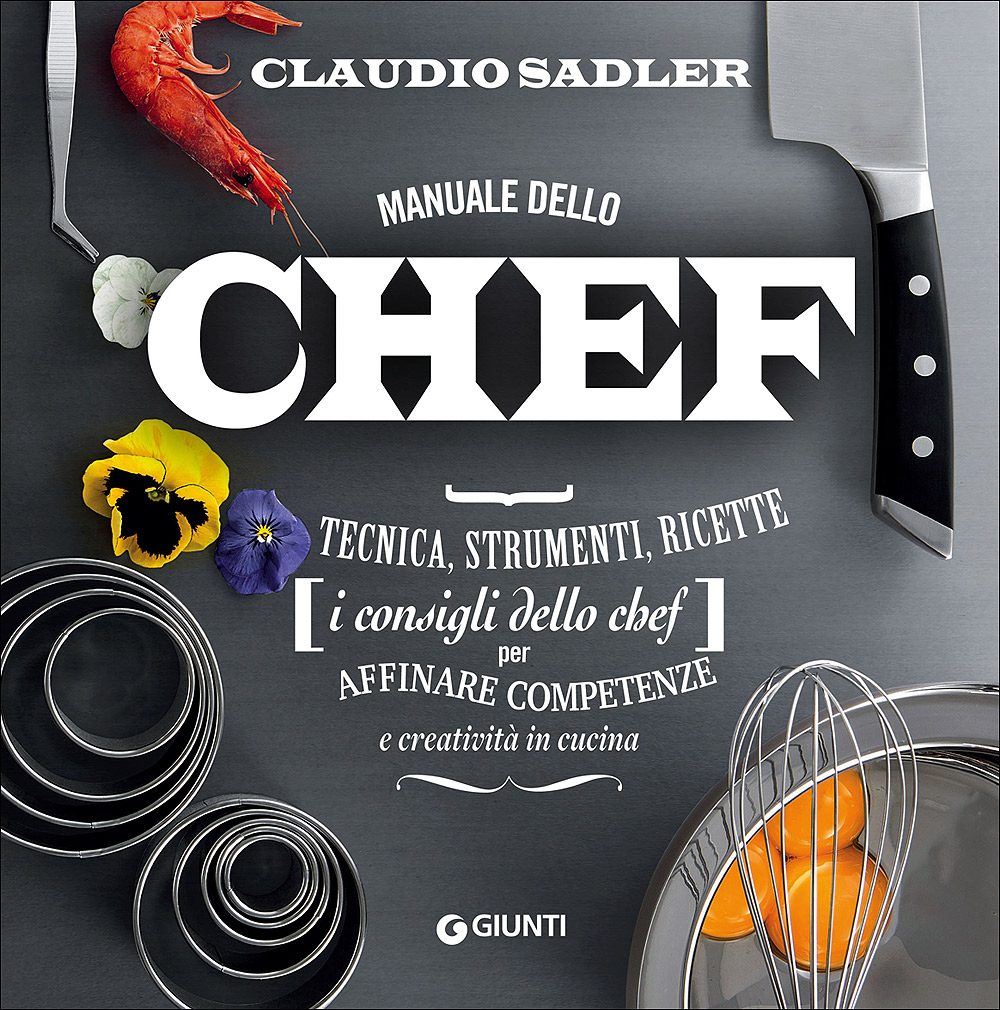 CLAUDIO SADLER
MANUALE DELLO
CHEF
TECNICA, STRUMENTI, RICETTE
[i consigli dello chef]
per
AFFINARE COMPETENZE
e creatività in cucina
GIUNTI